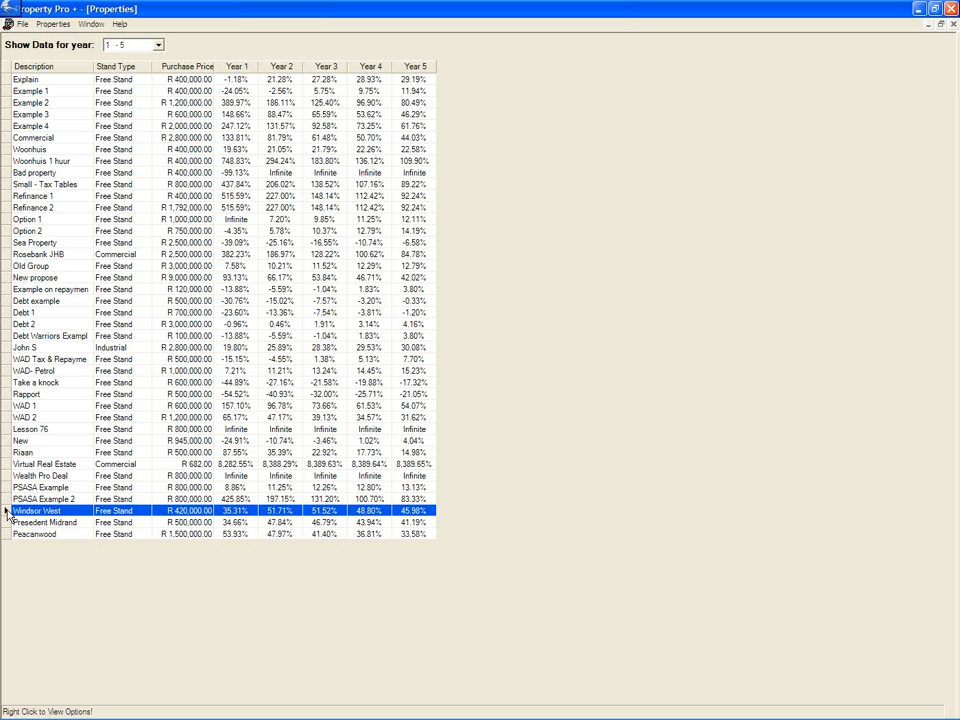 roperty Pro + - [Properties]
File Properties Window Help
Show Data for year: 1 - 5
Description Stand Type Purchase Price Year 1 Year 2 Year 3 Year 4 Year 5
Explain Free Stand R 400,000.00 -1.18% 21.28% 27.28% 28.93% 29.19%
Example 1 Free Stand R 400,000.00 -24.05% -2.56% 5.75% 9.75% 11.94%
Example 2 Free Stand R 1,200,000.00 389.97% 186.11% 125.40% 96.90% 80.49%
Example 3 Free Stand R 600,000.00 148.66% 88.47% 65.59% 53.62% 46.29%
Example 4 Free Stand R 2,000,000.00 247.12% 131.57% 92.58% 73.25% 61.76%
Commercial Free Stand R 2,800,000.00 133.81% 81.79% 61.48% 50.70% 44.03%
Woonhuis Free Stand R 400,000.00 19.63% 21.05% 21.79% 22.26% 22.58%
Woonhuis 1 huur Free Stand R 400,000.00 748.83% 294.24% 183.80% 136.12% 109.90%
Bad property Free Stand R 400,000.00 -99.13% Infinite Infinite Infinite Infinite
Small - Tax Tables Free Stand R 800,000.00 437.84% 206.02% 138.52% 107.16% 89.22%
Refinance 1 Free Stand R 400,000.00 515.59% 227.00% 148.14% 112.42% 92.24%
Refinance 2 Free Stand R 1,792,000.00 515.59% 227.00% 148.14% 112.42% 92.24%
Option 1 Free Stand R 1,000,000.00 Infinite 7.20% 9.85% 11.25% 12.11%
Option 2 Free Stand R 750,000.00 -4.35% 5.78% 10.37% 12.79% 14.19%
Sea Property Free Stand R 2,500,000.00 -39.09% -25.16% -16.55% -10.74% -6.58%
Rosebank JHB Commercial R 2,500,000.00 382.23% 186.97% 128.22% 100.62% 84.78%
Old Group Free Stand R 3,000,000.00 7.58% 10.21% 11.52% 12.29% 12.79%
New propose Free Stand R 9,000,000.00 93.13% 66.17% 53.84% 46.71% 42.02%
Example on repaymen Free Stand R 120,000.00 -13.88% -5.59% -1.04% 1.83% 3.80%
Debt example Free Stand R 500,000.00 -30.76% -15.02% -7.57% -3.20% -0.33%
Debt 1 Free Stand R 700,000.00 -23.60% -13.36% -7.54% -3.81% -1.20%
Debt 2 Free Stand R 3,000,000.00 -0.96% 0.46% 1.91% 3.14% 4.16%
Debt Warriors Exampl Free Stand R 100,000.00 -13.88% -5.59% -1.04% 1.83% 3.80%
John S Industrial R 2,800,000.00 19.80% 25.89% 28.38% 29.53% 30.08%
WAD Tax & Repayme Free Stand R 500,000.00 -15.15% -4.55% 1.38% 5.13% 7.70%
WAD- Petrol Free Stand R 1,000,000.00 7.21% 11.21% 13.24% 14.45% 15.23%
Take a knock Free Stand R 600,000.00 -44.89% -27.16% -21.58% -19.88% -17.32%
Rapport Free Stand R 800,000.00 -54.52% -40.93% -32.00% -25.71% -21.05%
WAD 1 Free Stand R 600,000.00 157.10% 96.78% 73.66% 61.53% 54.07%
WAD 2 Free Stand R 1,200,000.00 65.17% 47.17% 39.13% 34.57% 31.62%
Lesson 76 Free Stand R 800,000.00 Infinite Infinite Infinite Infinite Infinite
New Free Stand R 945,000.00 -24.91% -10.74% -3.46% 1.02% 4.04%
Riaan Free Stand R 500,000.00 87.55% 35.39% 22.92% 17.73% 14.98%
Virtual Real Estate Commercial R 682.00 8,282.55% 8,388.29% 8,389.63% 8,389.64% 8,389.65%
Wealth Pro Deal Free Stand R 800,000.00 Infinite Infinite Infinite Infinite Infinite
PSASA Example Free Stand R 800,000.00 8.86% 11.25% 12.26% 12.80% 13.13%
PSASA Example 2 Free Stand R 800,000.00 425.85% 197.15% 131.20% 100.70% 83.33%
Windsor West Free Stand R 420,000.00 35.31% 51.71% 51.52% 48.80% 45.98%
Presedent Midrand Free Stand R 500,000.00 34.66% 47.84% 46.79% 43.94% 41.19%
Peacanwood Free Stand R 1,500,000.00 53.93% 47.97% 41.40% 36.81% 33.58%
Right Click to View Options!